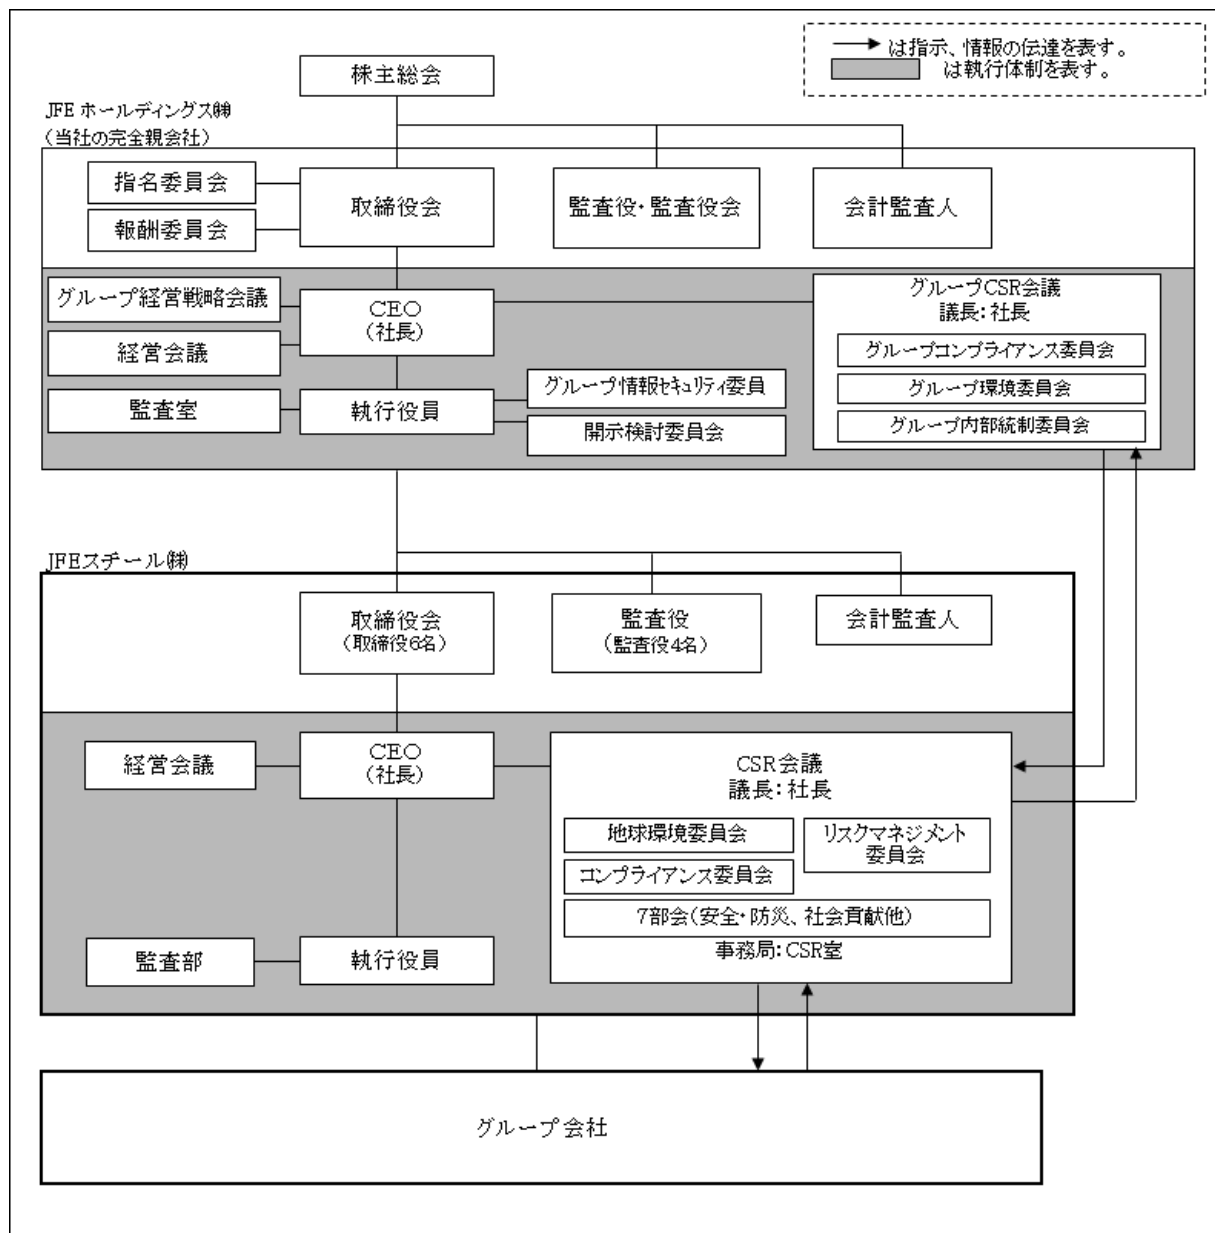 は指示、情報の伝達を表す。
は執行体制を表す。
株主総会
JFE ホールディングス㈱
（当社の完全親会社）
指名委員会
報酬委員会
取締役会
監査役・監査役会
会計監査人
グループ経営戦略会議
経営会議
監査室
CEO
（社長）
執行役員
グループ情報セキュリティ委員
開示検討委員会
グループCSR会議
議長：社長
グループコンプライアンス委員会
グループ環境委員会
グループ内部統制委員会
JFEスチール㈱
取締役会
（取締役6名）
監査役
（監査役4名）
会計監査人
経営会議
CEO
（社長）
監査部
執行役員
CSR会議
議長：社長
地球環境委員会
コンプライアンス委員会
リスクマネジメント
委員会
7部会（安全・防災、社会貢献他）
事務局：CSR室
グループ会社